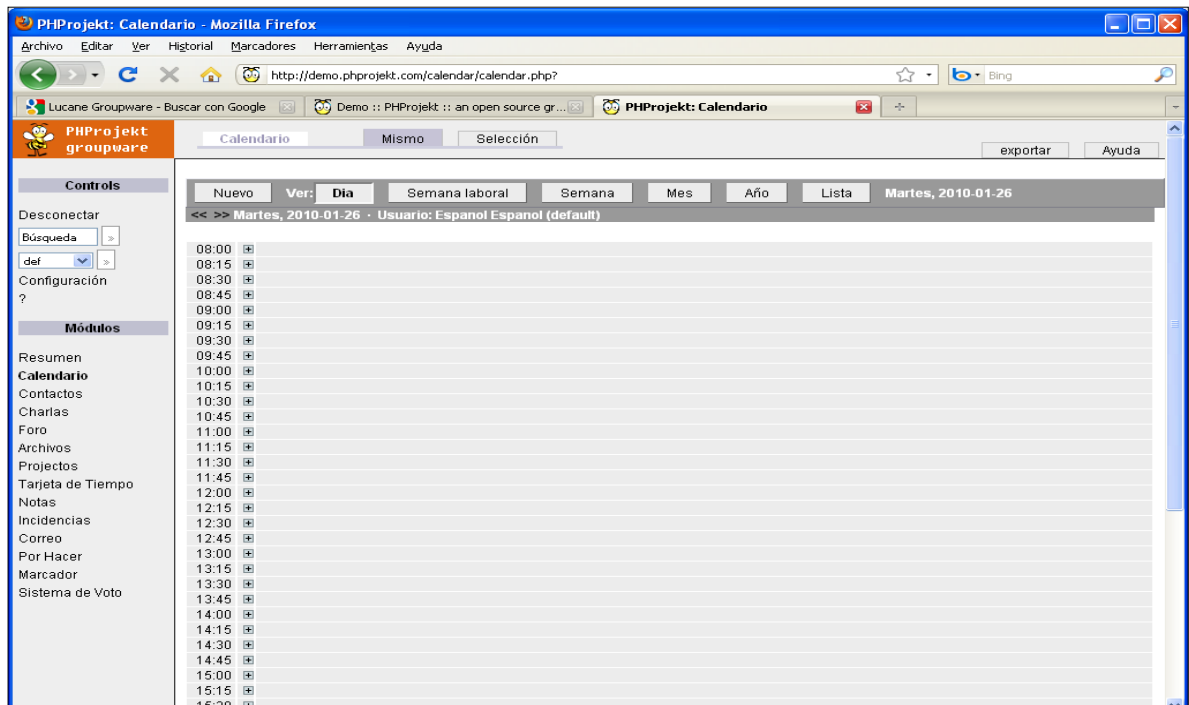 PHProjekt: Calendario - Mozilla Firefox
Archivo Editar Ver Historial Marcadores Herramientas Ayuda
http://demo.phprojekt.com/calendar/calendar.php?
Bing
Lucane Groupware - Buscar con Google
Demo :: PHProjekt :: an open source gr...
PHProjekt: Calendario
PHProjekt
groupware
Calendario Mismo Selección
exportar Ayuda
Controls
Desconectar
Búsqueda »
def »
Configuración
?
Módulos
Resumen
Calendario
Contactos
Charlas
Foro
Archivos
Projectos
Tarjeta de Tiempo
Notas
Incidencias
Correo
Por Hacer
Marcador
Sistema de Voto
Nuevo Ver: Dia Semana laboral Semana Mes Año Lista Martes, 2010-01-26
<< >> Martes, 2010-01-26 · Usuario: Espanol Espanol (default)
08:00
08:15
08:30
08:45
09:00
09:15
09:30
09:45
10:00
10:15
10:30
10:45
11:00
11:15
11:30
11:45
12:00
12:15
12:30
12:45
13:00
13:15
13:30
13:45
14:00
14:15
14:30
14:45
15:00
15:15